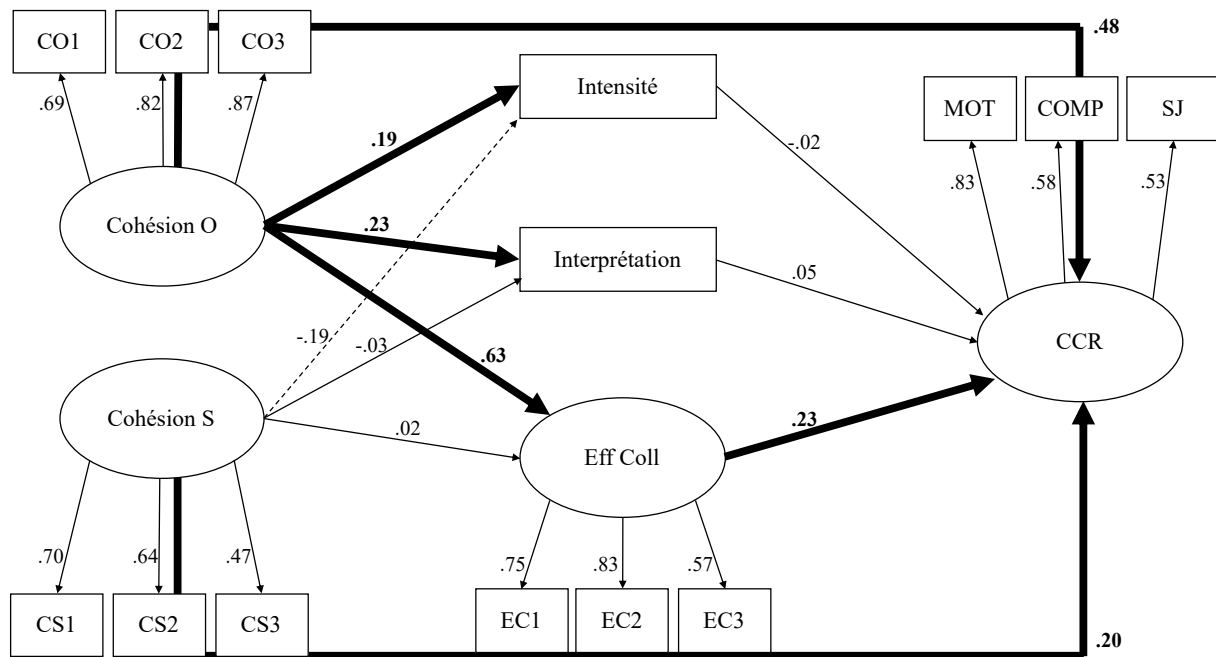 CO1
CO2
CO3
.48
Intensité
MOT
COMP
SJ
.69
.82
.87
.19
-.02
.83
.58
.53
Cohésion O
.23
Interprétation
.05
-.19
-.03
.63
CCR
Cohésion S
.02
.23
Eff Coll
.70
.64
.47
.75
.83
.57
CS1
CS2
CS3
EC1
EC2
EC3
.20